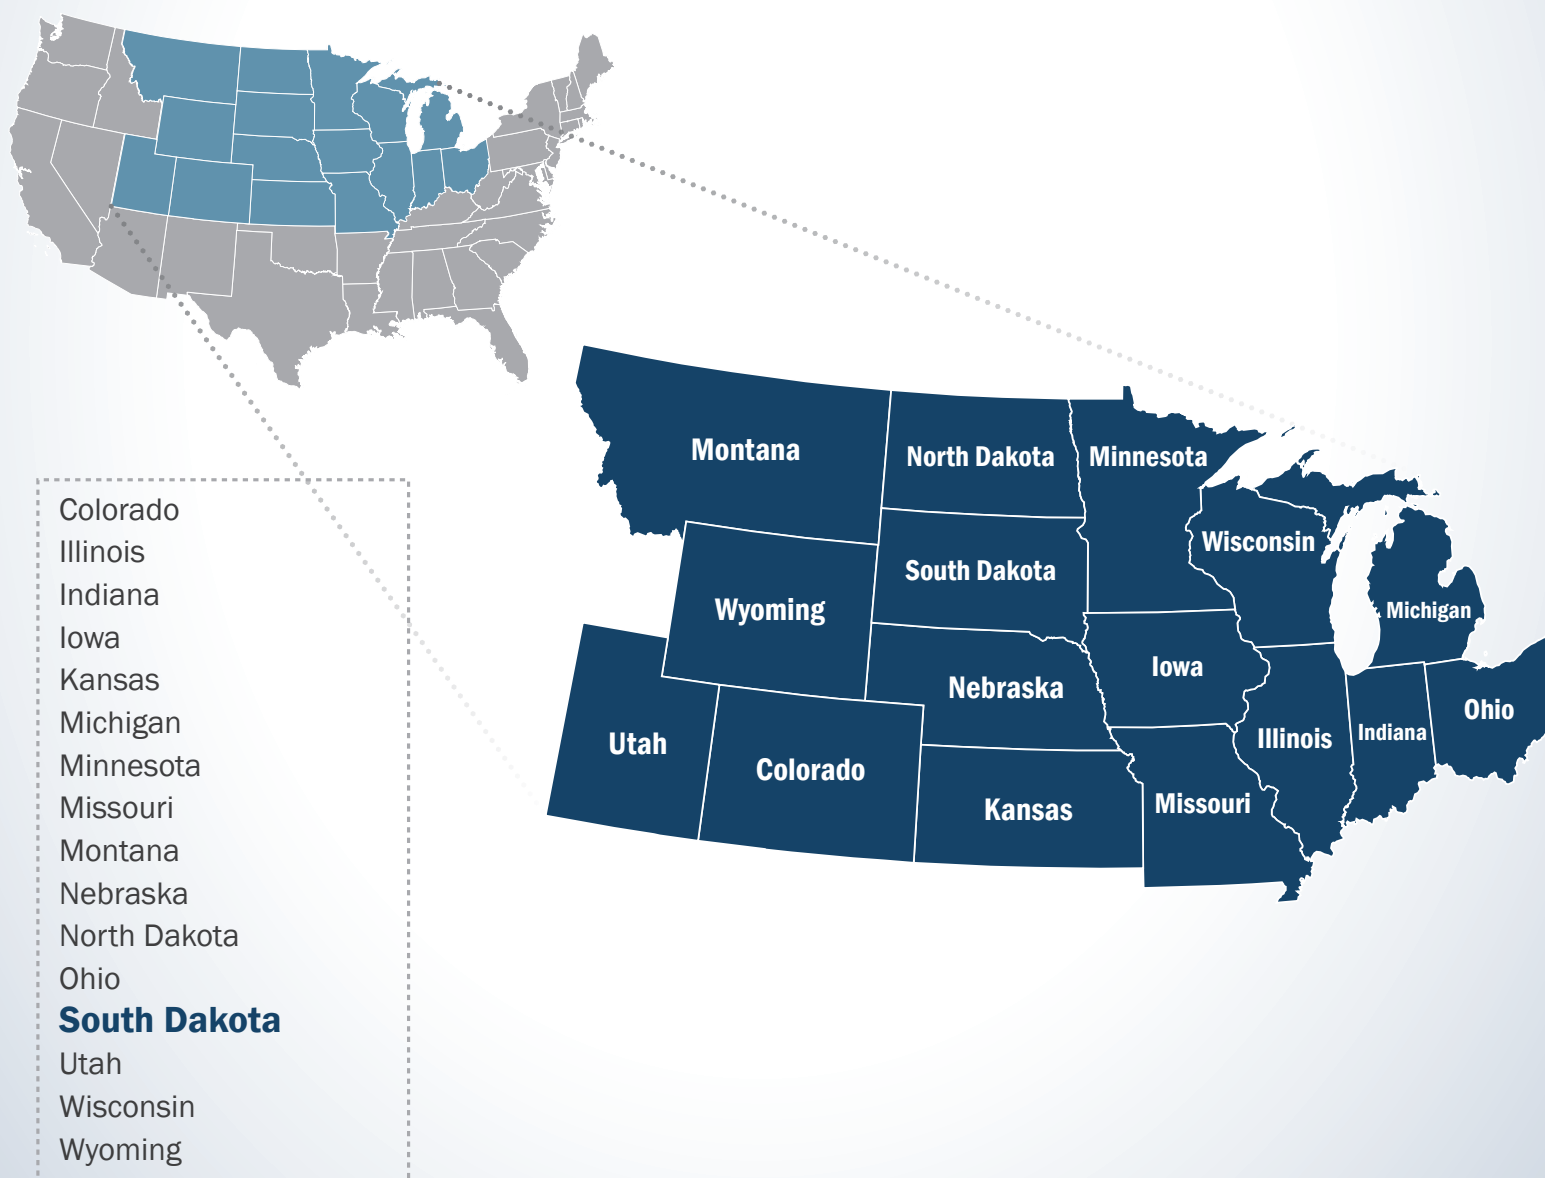 Montana
North Dakota
Minnesota
Wisconsin
South Dakota
Wyoming
Michigan
Iowa
Nebraska
Ohio
Utah
Colorado
Illinois
Indiana
Kansas
Missouri
Colorado
Illinois
Indiana
Iowa
Kansas
Michigan
Minnesota
Missouri
Montana
Nebraska
North Dakota
Ohio
South Dakota
Utah
Wisconsin
Wyoming